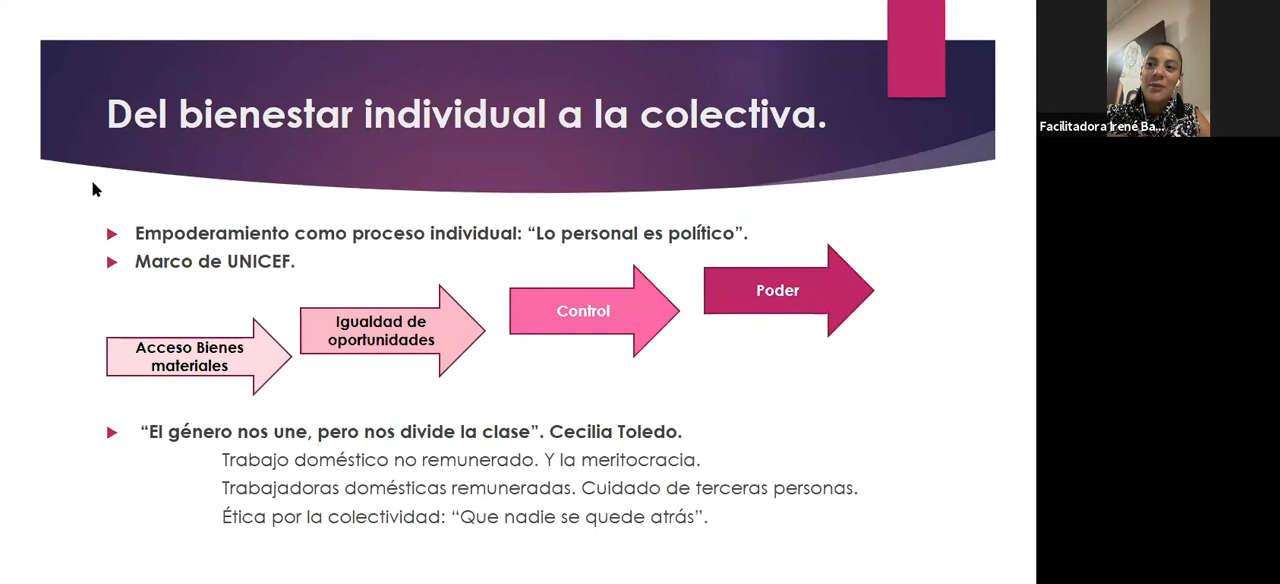 Del bienestar individual a la colectiva.
Facilitadora Irené Ba...
Empoderamiento como proceso individual: “Lo personal es político”.
Marco de UNICEF.
Acceso Bienes
materiales
Igualdad de
oportunidades
Control
Poder
“El género nos une, pero nos divide la clase”. Cecilia Toledo.
Trabajo doméstico no remunerado. Y la meritocracia.
Trabajadoras domésticas remuneradas. Cuidado de terceras personas.
Ética por la colectividad: “Que nadie se quede atrás”.